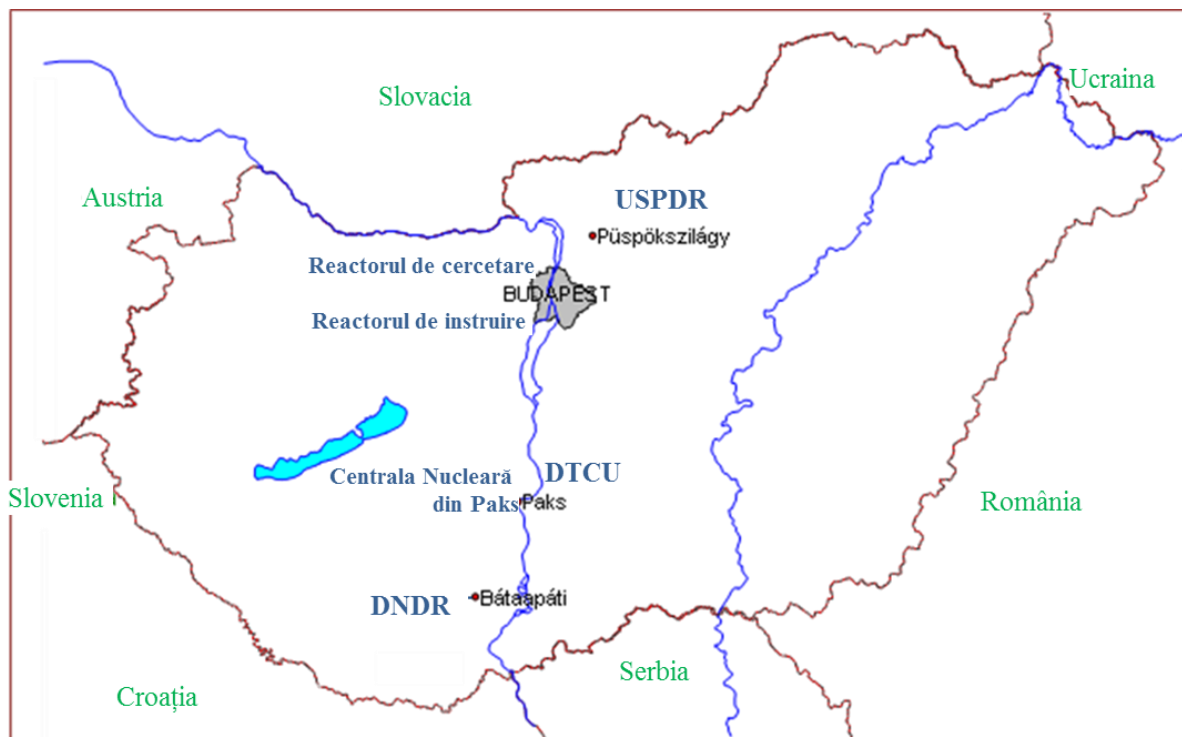 Ucraina
Slovacia
Austria
USPDR
Püspökszilágy
Reactorul de cercetare
BUDAPEST
Reactorul de instruire
Centrala Nucleară
din Paks
DTCU
Paks
Slovenia
România
DNDR
Bátaapáti
Serbia
Croația